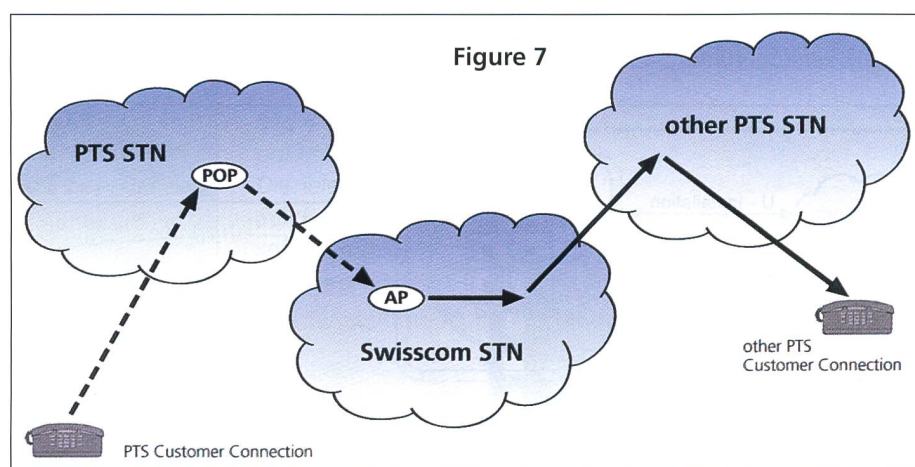 Figure 7
other PTS STN
PTS STN
POP
AP
Swisscom STN
other PTS
Customer Connection
PTS Customer Connection